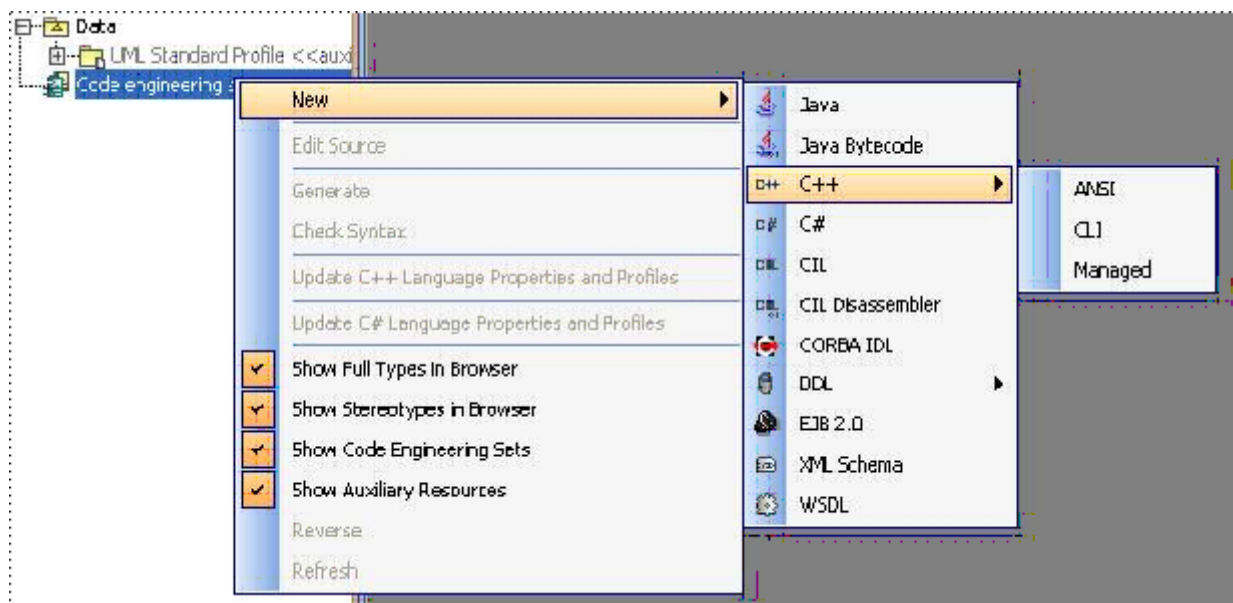 Data
UML Standard Profile <<auxi
Code engineering s
New
Edit Source
Generate
Check Syntax
Update C++ Language Properties and Profiles
Update C# Language Properties and Profiles
Show Full Types in Browser
Show Stereotypes in Browser
Show Code Engineering Sets
Show Auxiliary Resources
Reverse
Refresh
Java
Java Bytecode
C++ C++
C# C#
CIL CIL
CIL CIL Disassembler
CORBA IDL
DDL
EJB 2.0
XML Schema
WSDL
ANSI
CLI
Managed